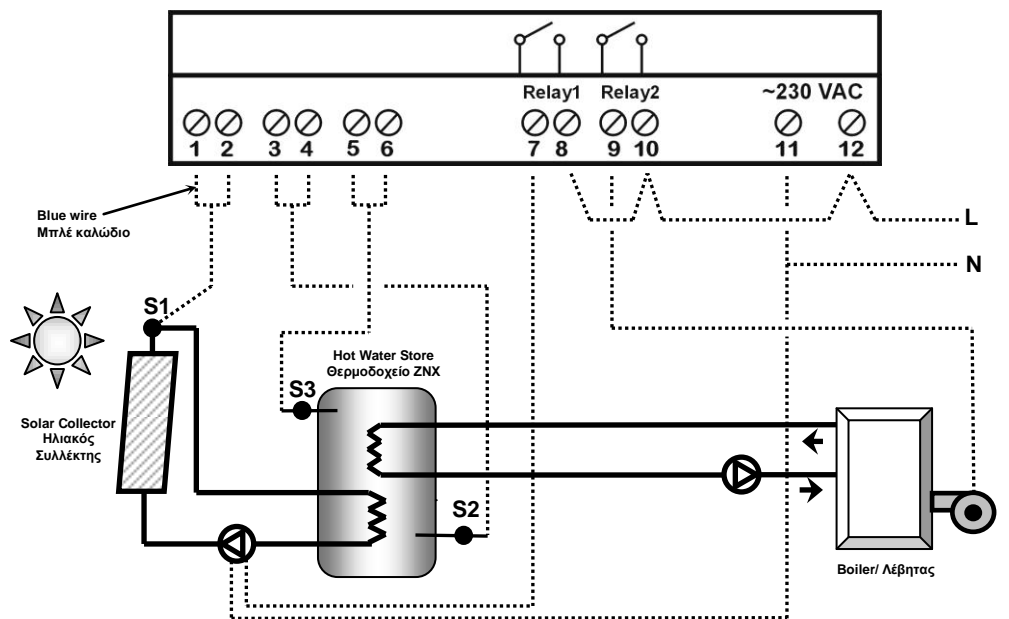 Relay1 Relay2 ~230 VAC
1 2 3 4 5 6 7 8 9 10 11 12
Blue wire
Μπλέ καλώδιο
L
N
S1
Hot Water Store
Θερμοδοχείο ΖΝΧ
S3
Solar Collector
Ηλιακός
Συλλέκτης
S2
Boiler/ Λέβητας